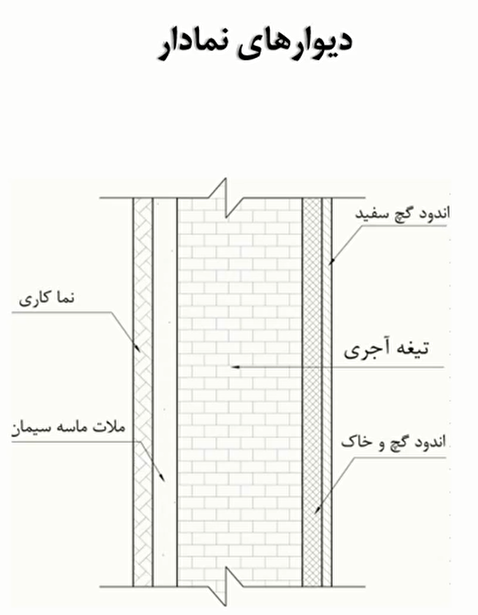 دیوارهای نمادار
اندود گچ سفید
نما کاری
تیغه آجری
ملات ماسه سیمان
اندود گچ و خاک